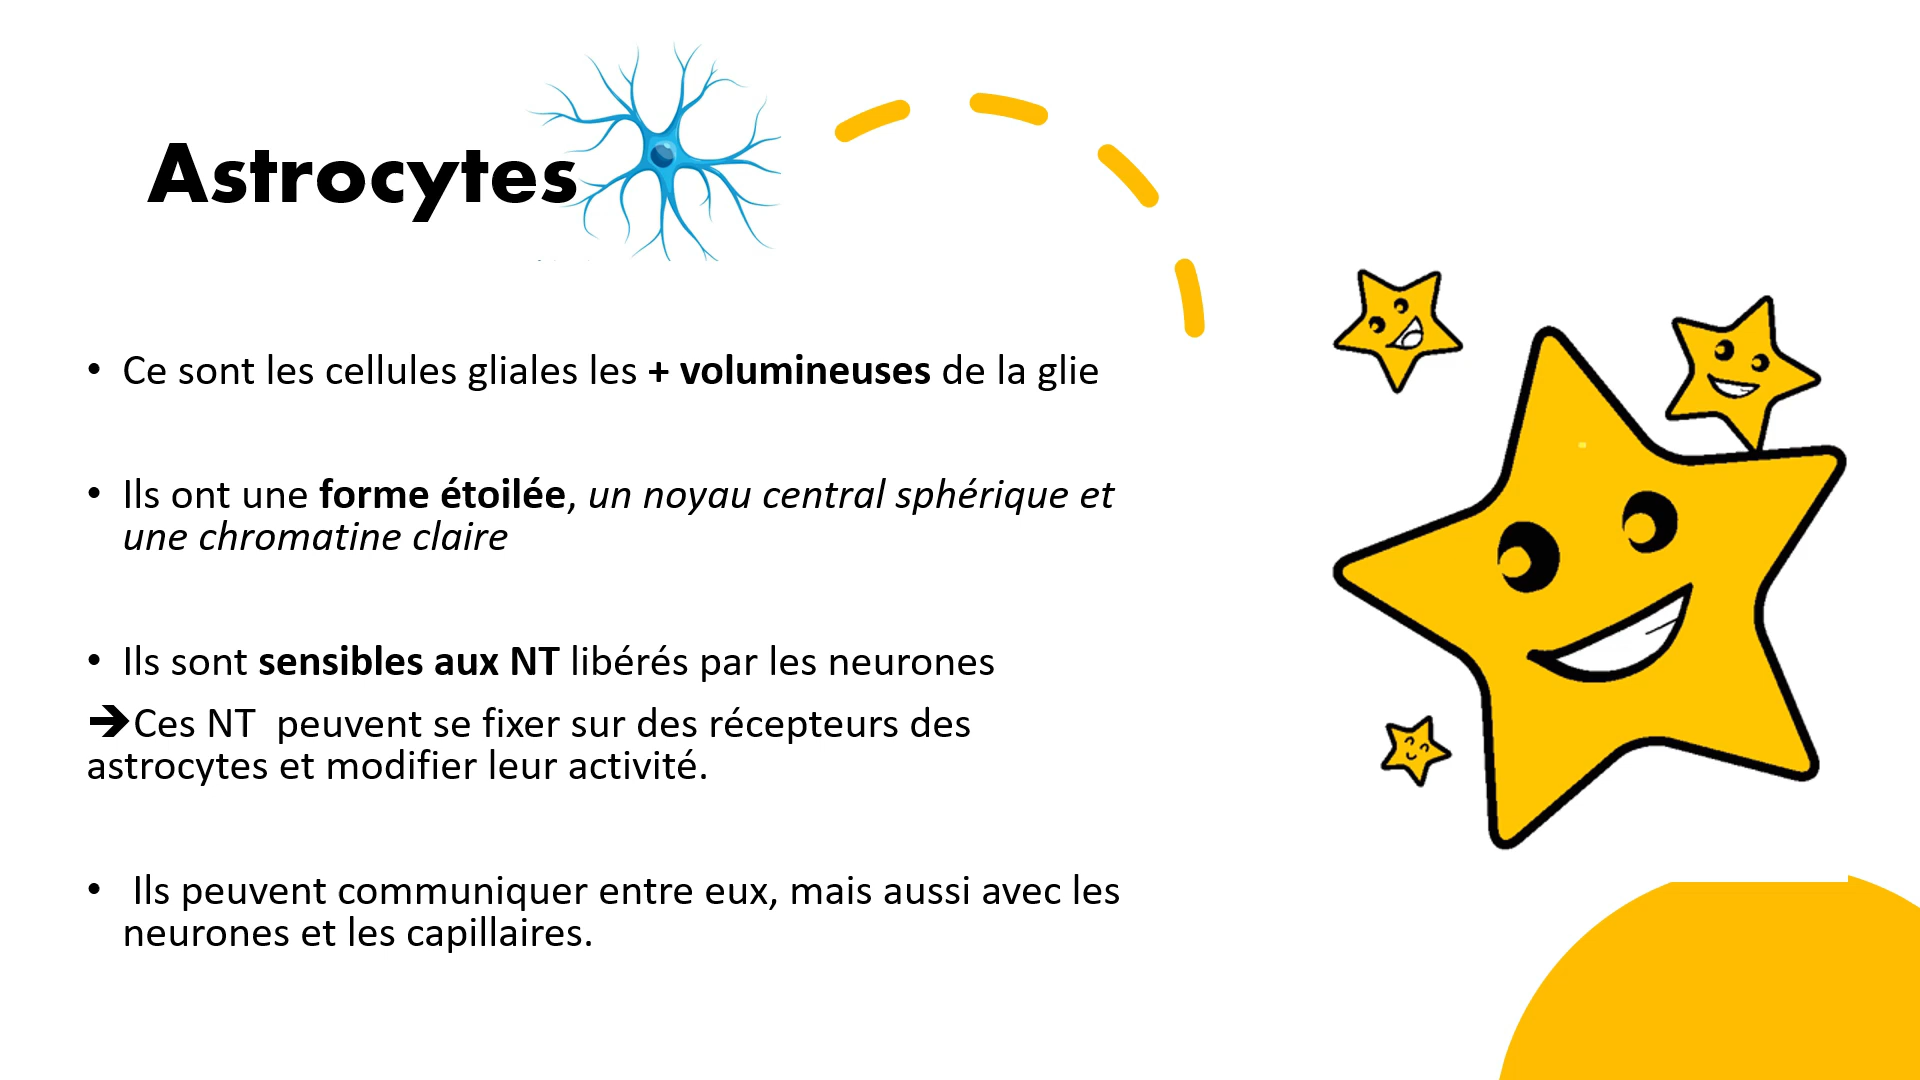 Astrocytes
• Ce sont les cellules gliales les + volumineuses de la glie
• Ils ont une forme étoilée, un noyau central sphérique et
une chromatine claire
• Ils sont sensibles aux NT libérés par les neurones
➔Ces NT  peuvent se fixer sur des récepteurs des
astrocytes et modifier leur activité.
• Ils peuvent communiquer entre eux, mais aussi avec les
neurones et les capillaires.